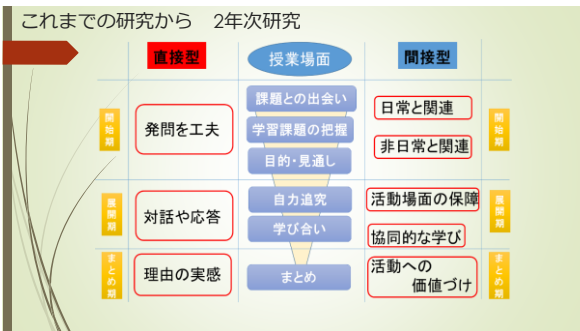 これまでの研究から　2年次研究
直接型
授業場面
間接型
開始期
発問を工夫
課題との出会い
学習課題の把握
目的・見通し
日常と関連
非日常と関連
開始期
展開期
対話や応答
自力追究
学び合い
活動場面の保障
協同的な学び
展開期
まとめ期
理由の実感
まとめ
活動への
価値づけ
まとめ期